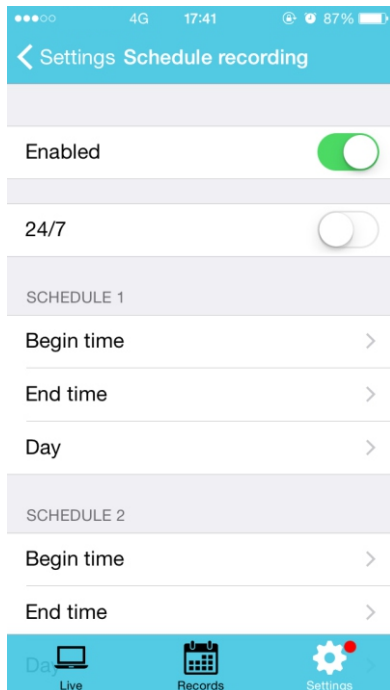 4G 17:41 87%
Settings Schedule recording
Enabled
24/7
SCHEDULE 1
Begin time
End time
Day
SCHEDULE 2
Begin time
End time
Day
Live Records Settings